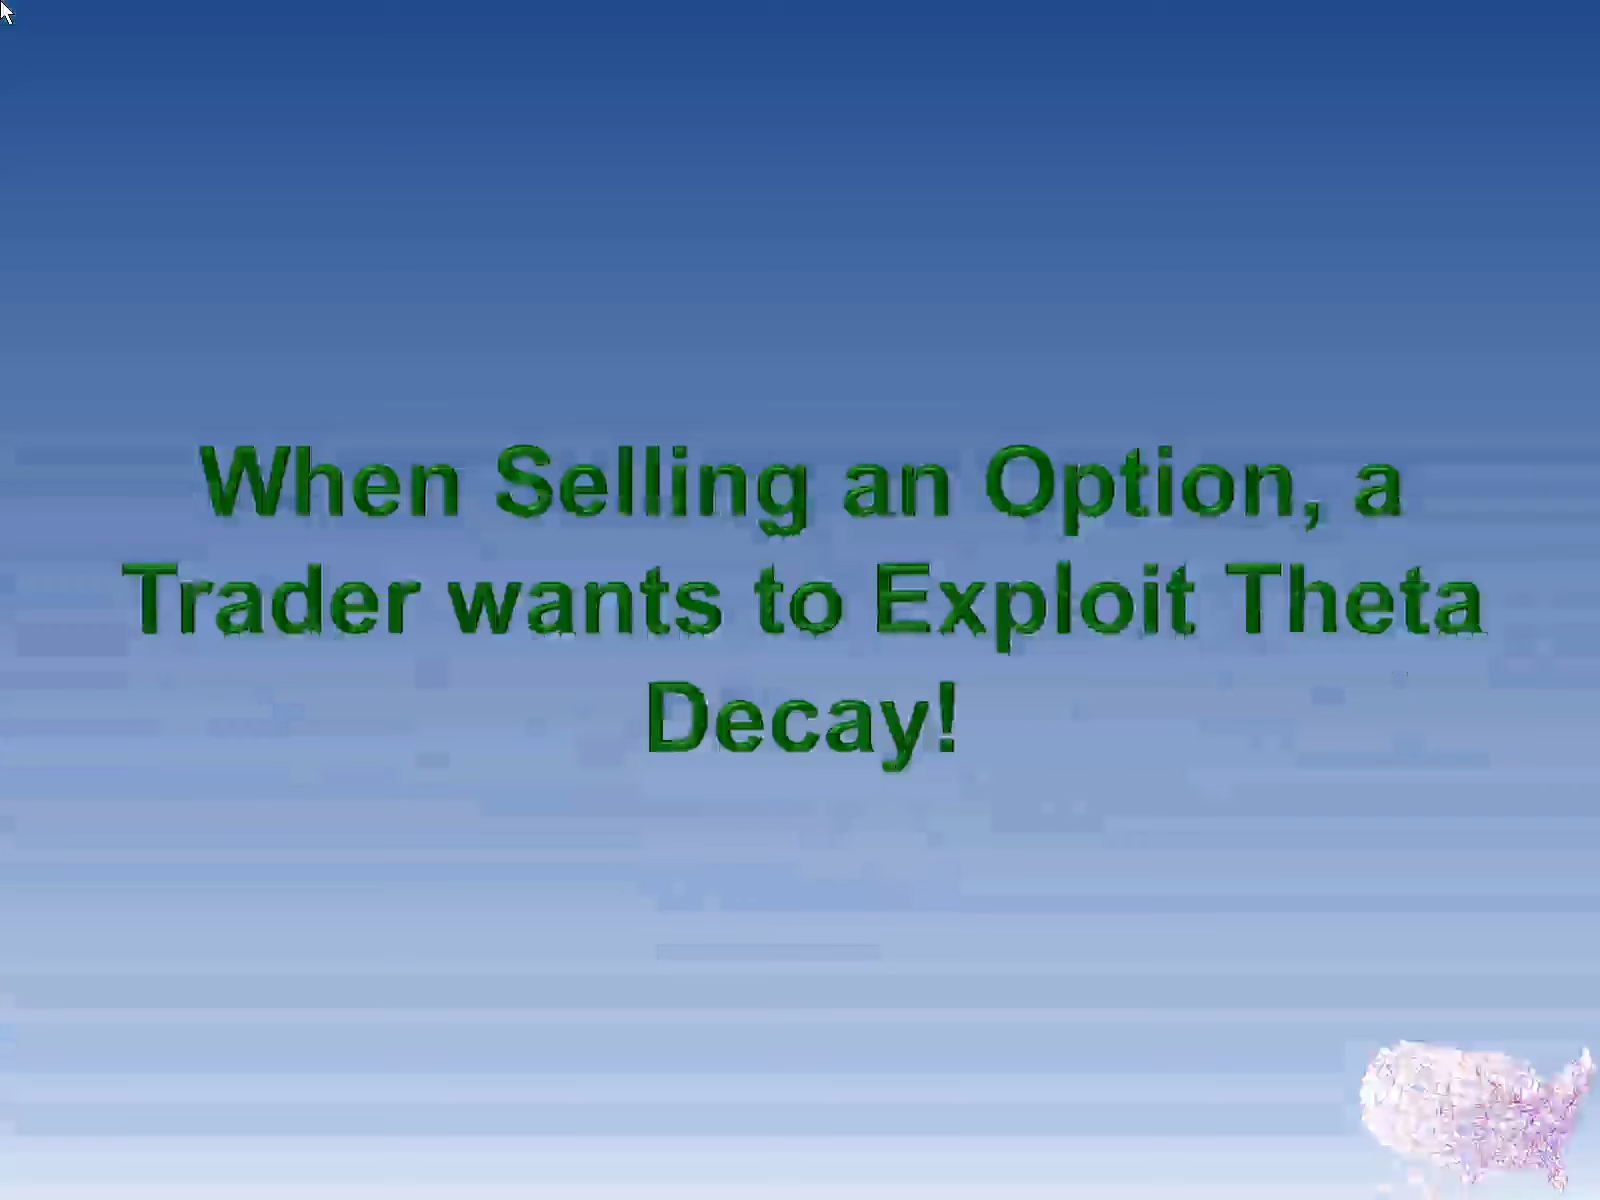 When Selling an Option, a
Trader wants to Exploit Theta
Decay!